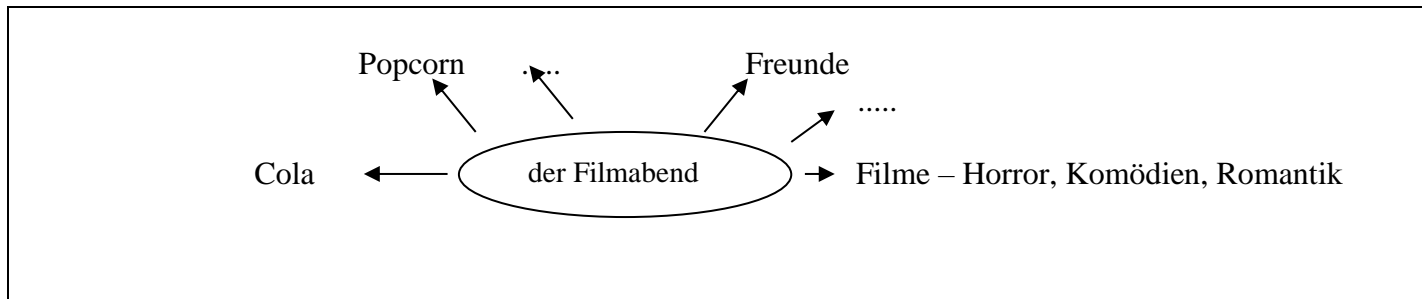 Popcorn ..... Freunde
.....
Cola der Filmabend Filme – Horror, Komödien, Romantik